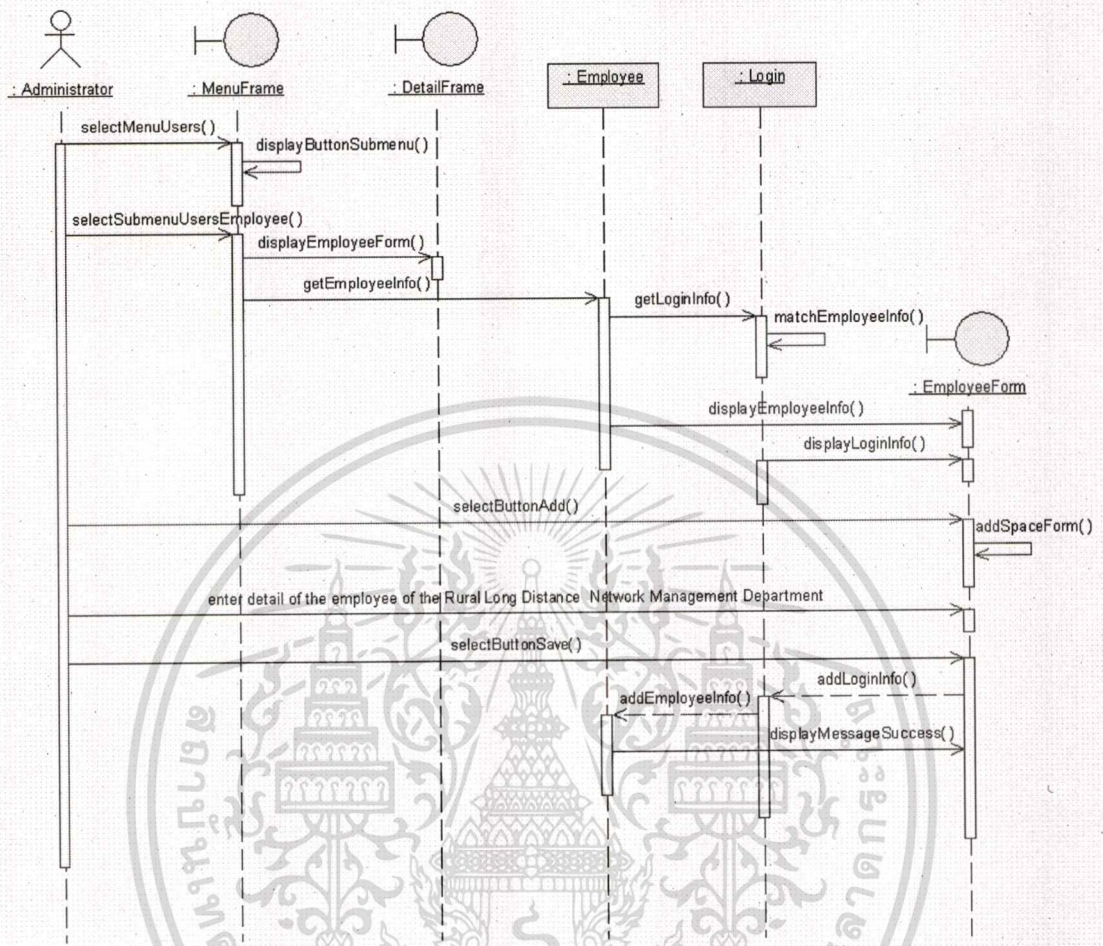 : Administrator
: MenuFrame
: DetailFrame
: Employee
: Login
selectMenuUsers()
displayButtonSubmenu()
selectSubmenuUsersEmployee()
displayEmployeeForm()
getEmployeeInfo()
getLoginInfo()
matchEmployeeInfo()
: EmployeeForm
displayEmployeeInfo()
displayLoginInfo()
selectButtonAdd()
addSpaceForm()
enter detail of the employee of the Rural Long Distance Network Management Department
selectButtonSave()
addLoginInfo()
addEmployeeInfo()
displayMessageSuccess()